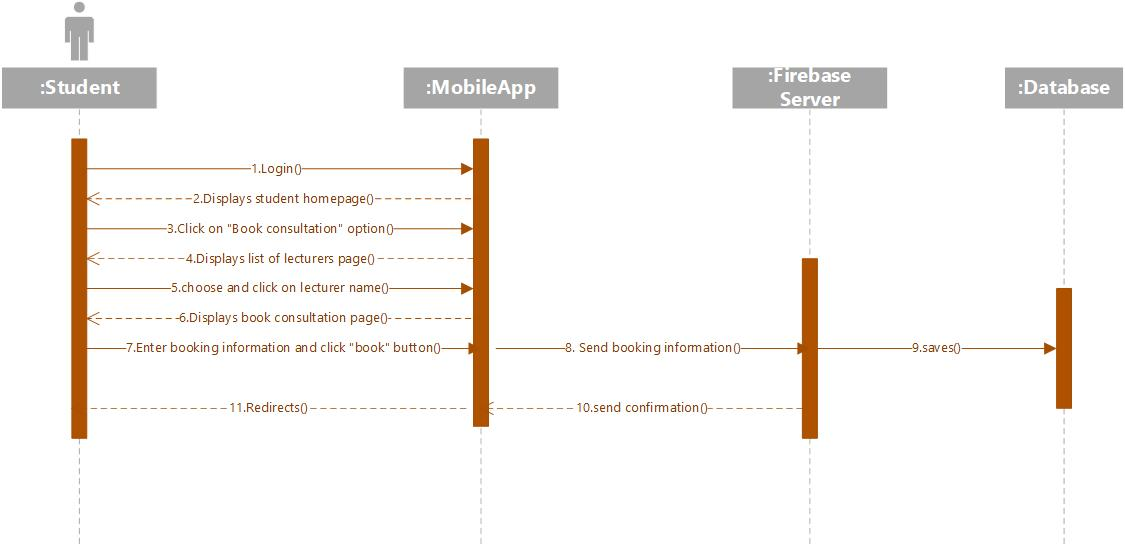 :Student
:MobileApp
:Firebase
Server
:Database
1.Login()
2.Displays student homepage()
3.Click on "Book consultation" option()
4.Displays list of lecturers page()
5.choose and click on lecturer name()
6.Displays book consultation page()
7.Enter booking information and click "book" button()
8. Send booking information()
9.saves()
11.Redirects()
10.send confirmation()